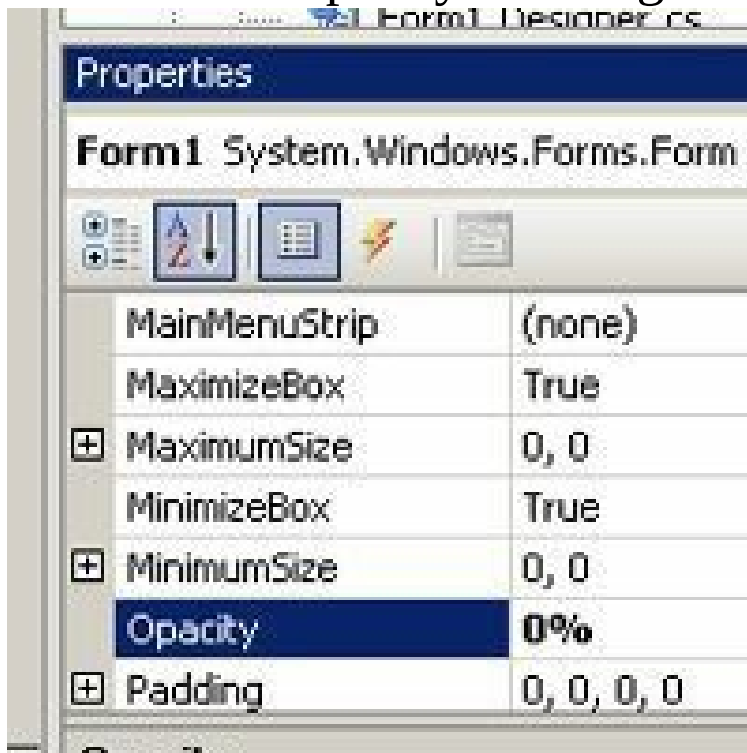 Form1 Designer.cs
Properties
Form1 System.Windows.Forms.Form
MainMenuStrip (none)
MaximizeBox True
MaximumSize 0, 0
MinimizeBox True
MinimumSize 0, 0
Opacity 0%
Padding 0, 0, 0, 0